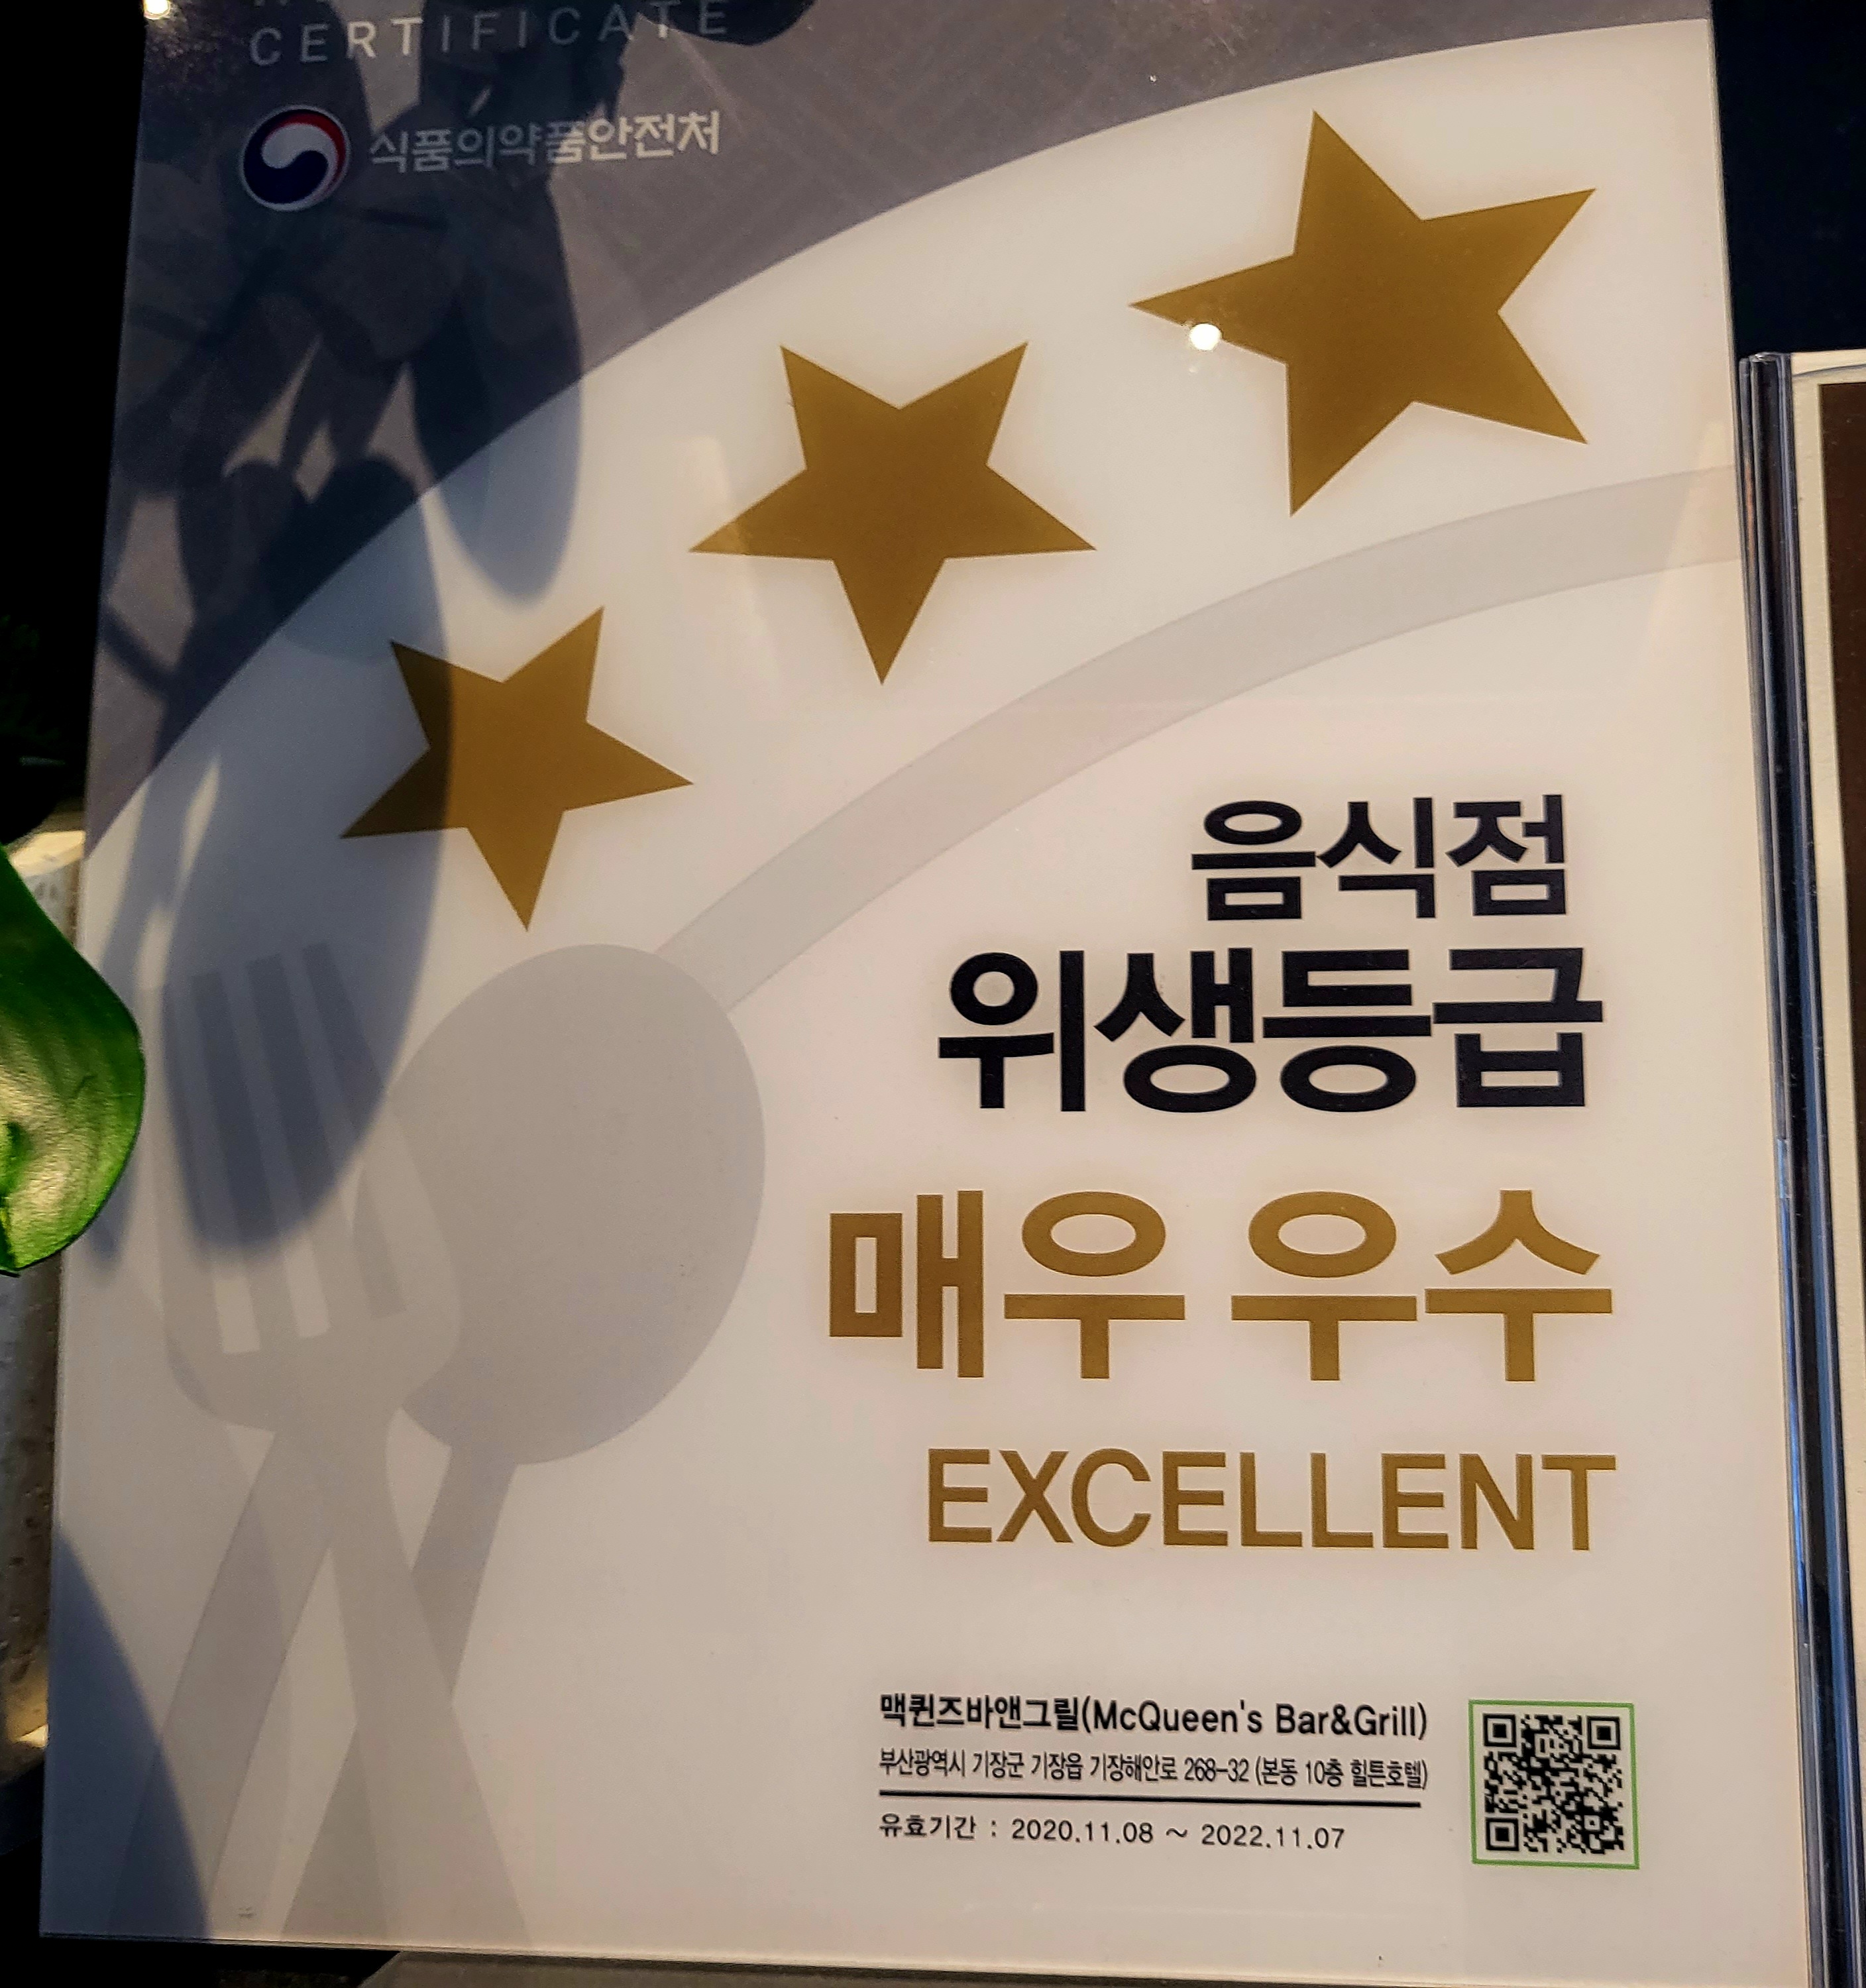 CERTIFICATE
식품의약품안전처
음식점
위생등급
매우 우수
EXCELLENT
맥퀸즈바앤그릴(McQueen's Bar&Grill)
부산광역시 기장군 기장읍 기장해안로 268-32 (본동 10층 힐튼호텔)
유효기간 : 2020.11.08 ~ 2022.11.07